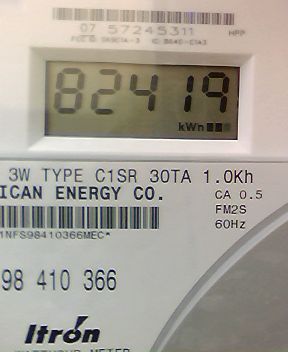 07 57245311
82419
kWh
3W TYPE C1SR 30TA 1.0Kh
ICAN ENERGY CO.
CA 0.5
FM2S
60Hz
1NFS98410366MEC*
98 410 366
Itrón